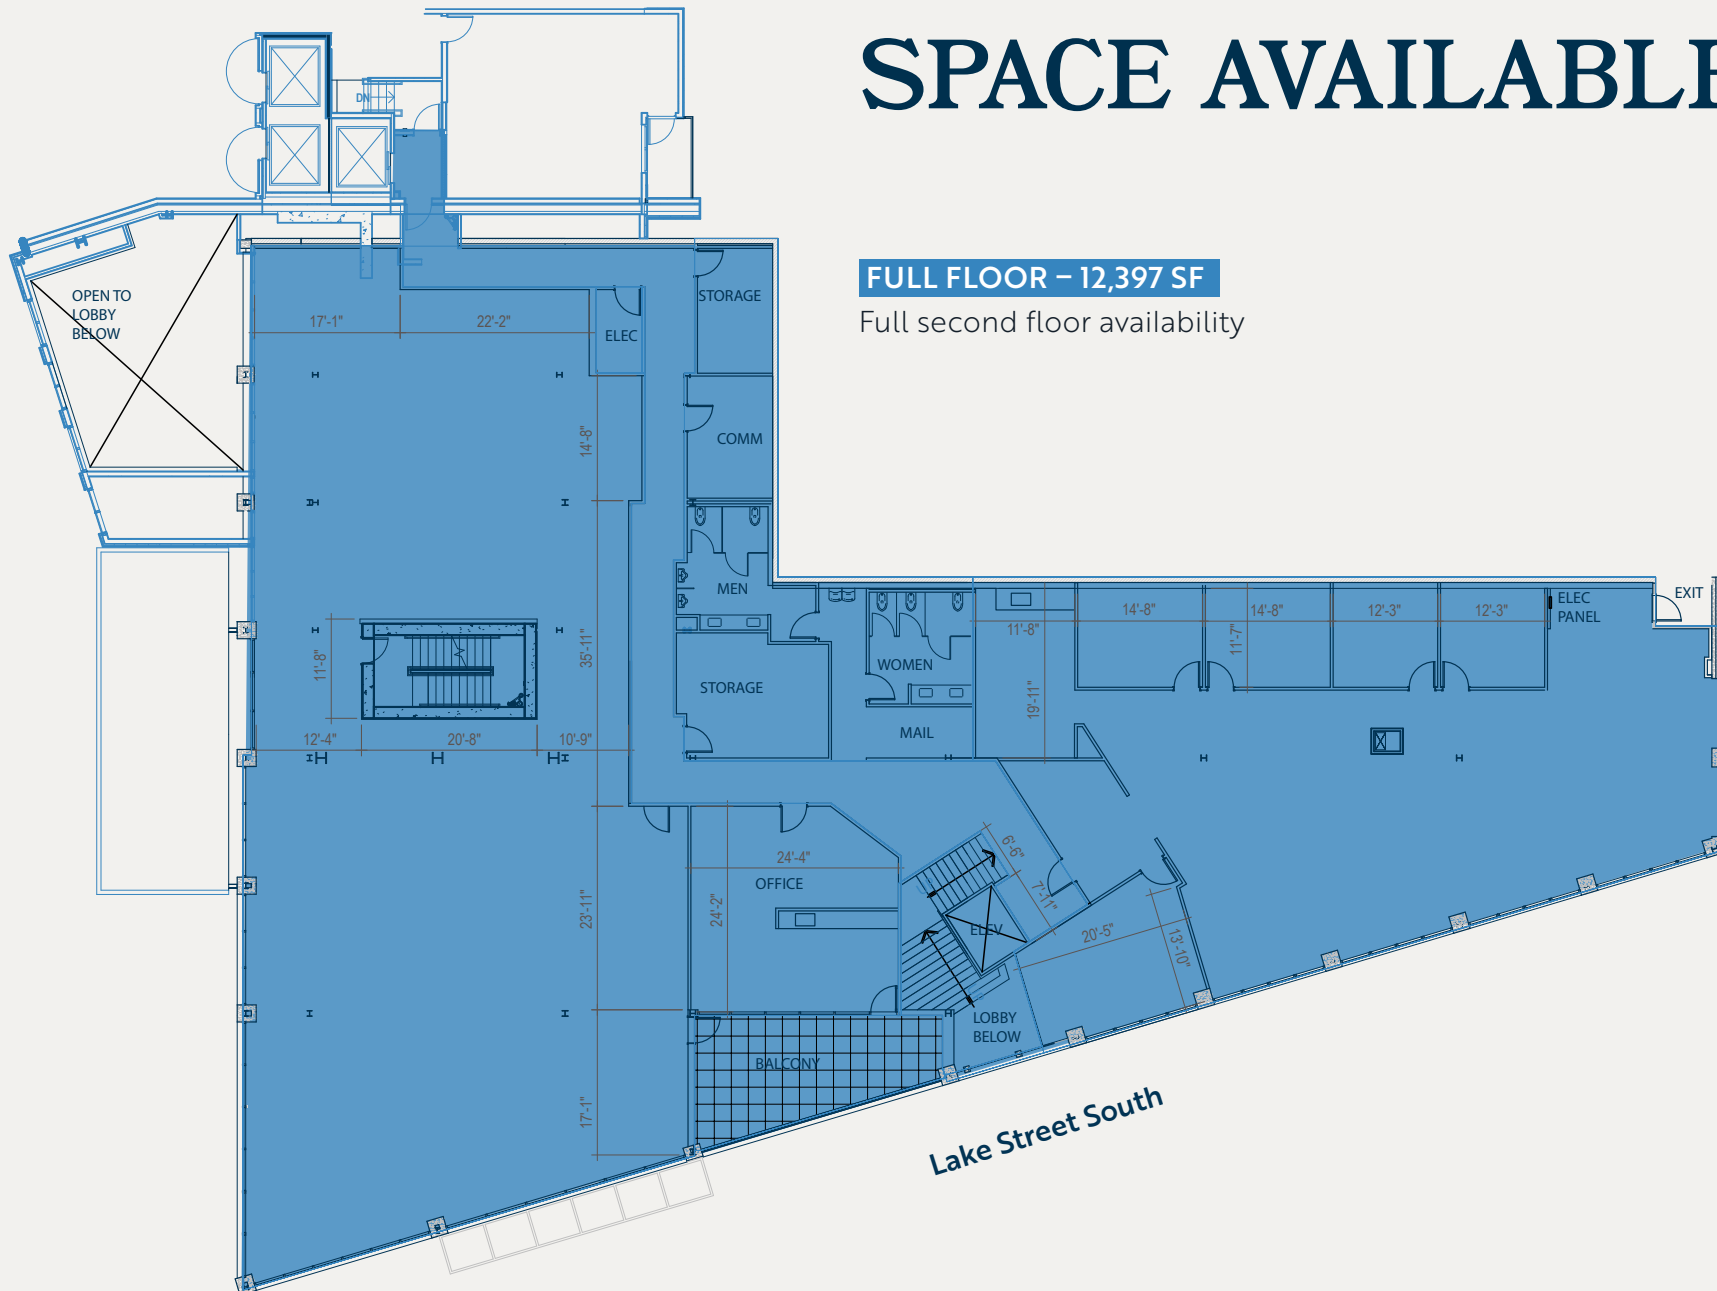 SPACE AVAILABLE
FULL FLOOR – 12,397 SF
Full second floor availability
DN
OPEN TO
LOBBY
BELOW
17'-1"
22'-2"
ELEC
STORAGE
14'-8"
COMM
MEN
35'-11"
11'-8"
STORAGE
12'-4"
20'-8"
10'-9"
WOMEN
MAIL
11'-8"
19'-11"
14'-8"
14'-8"
12'-3"
12'-3"
11'-7"
ELEC
PANEL
EXIT
24'-4"
OFFICE
24'-2"
23'-11"
6'-6"
7'-11"
ELEV
20'-5"
13'-10"
LOBBY
BELOW
BALCONY
17'-1"
Lake Street South